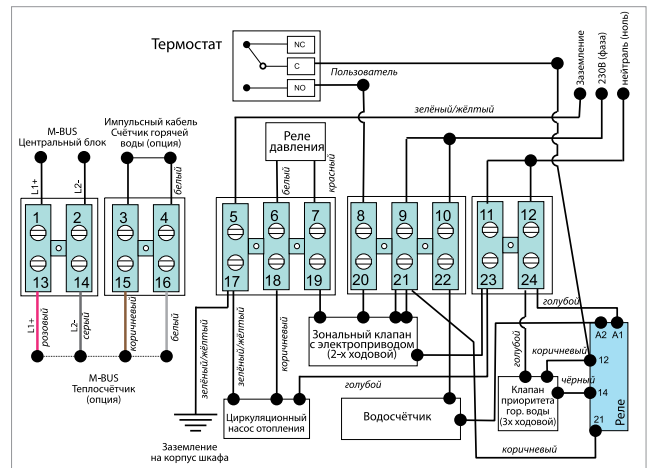 Термостат
NC
C
NO
Пользователь
Заземление
230В (фаза)
нейтраль (ноль)
зелёный/жёлтый
M-BUS
Центральный блок
Импульсный кабель
Счётчик горячей
воды (опция)
Реле
давления
L1+
L2-
белый
белый
красный
1
2
3
4
5
6
7
8
9
10
11
12
13
14
15
16
17
18
19
20
21
22
23
24
L1+
розовый
L2-
серый
коричневый
белый
M-BUS
Теплосчётчик
(опция)
зелёный/жёлтый
зелёный/жёлтый
коричневый
Зональный клапан
с электроприводом
(2-х ходовой)
голубой
голубой
голубой
коричневый
чёрный
коричневый
A2
A1
12
14
21
Реле
Клапан
приоритета
гор. воды
(3х ходовой)
Водосчётчик
Циркуляционный
насос отопления
Заземление
на корпус шкафа